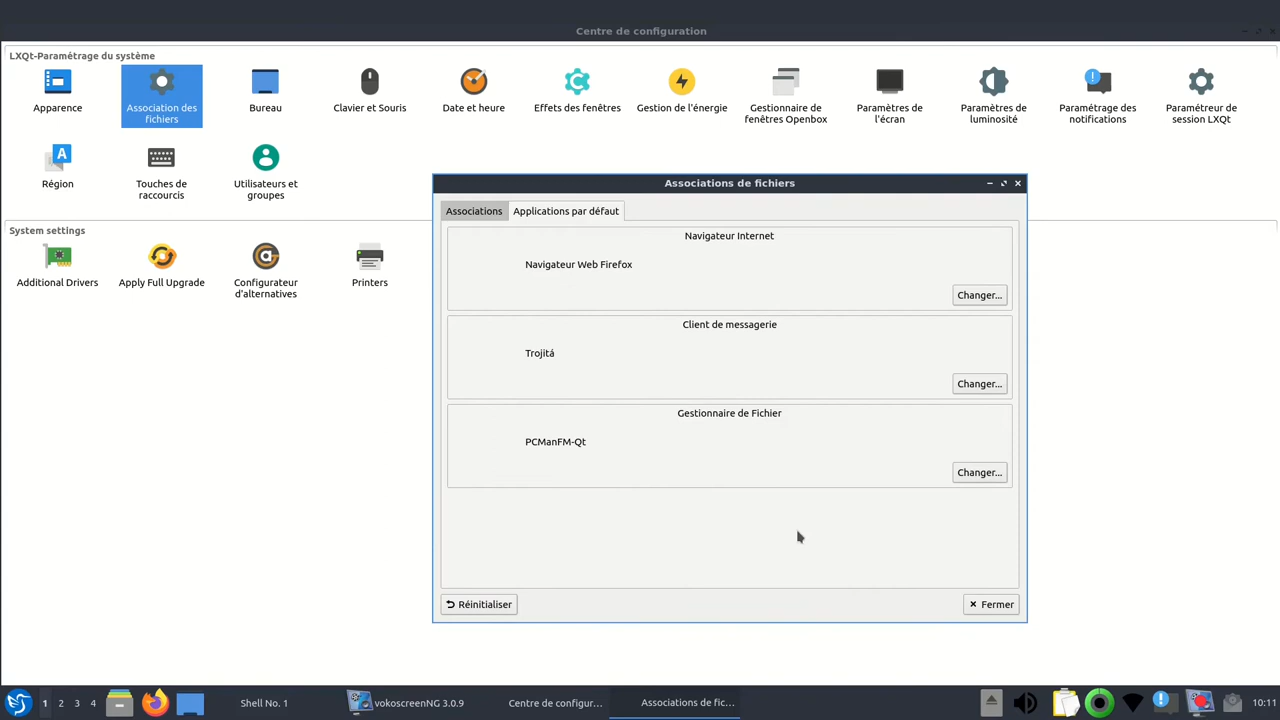 Centre de configuration
LXQt-Paramétrage du système
Apparence
Association des
fichiers
Bureau
Clavier et Souris
Date et heure
Effets des fenêtres
Gestion de l'énergie
Gestionnaire de
fenêtres Openbox
Paramètres de
l'écran
Paramètres de
luminosité
Paramétrage des
notifications
Paramétreur de
session LXQt
Région
Touches de
raccourcis
Utilisateurs et
groupes
System settings
Additional Drivers
Apply Full Upgrade
Configurateur
d'alternatives
Printers
Associations de fichiers
Associations
Applications par défaut
Navigateur Internet
Navigateur Web Firefox
Changer...
Client de messagerie
Trojitá
Changer...
Gestionnaire de Fichier
PCManFM-Qt
Changer...
Réinitialiser
Fermer
1 2 3 4
Shell No. 1
vokoscreenNG 3.0.9
Centre de configur...
Associations de fic...
10:11